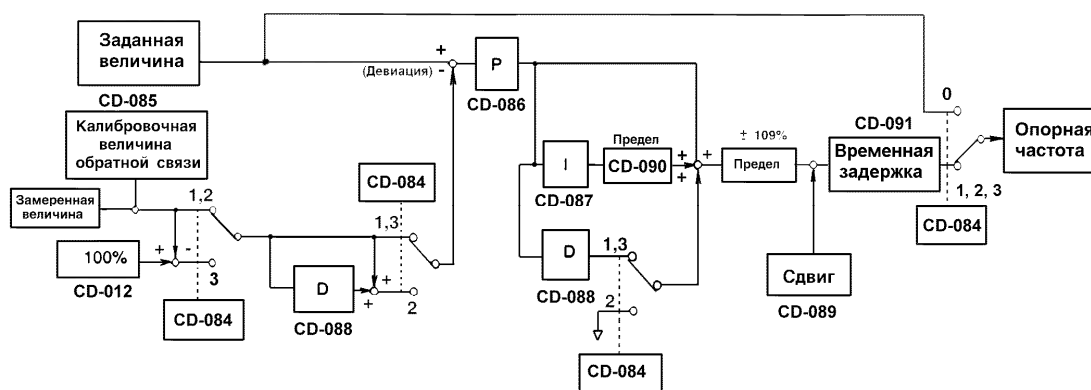 Заданная
величина
CD-085
Калибровочная
величина
обратной связи
Замеренная
величина
1,2
100%
+
-
3
CD-012
CD-084
D
CD-088
+
+
CD-084
1,3
2
+
-
(Девиация)
P
CD-086
I
CD-087
Предел
CD-090
+
+
+
D
CD-088
1,3
2
CD-084
± 109%
Предел
Сдвиг
CD-089
CD-091
Временная
задержка
0
1, 2, 3
CD-084
Опорная
частота